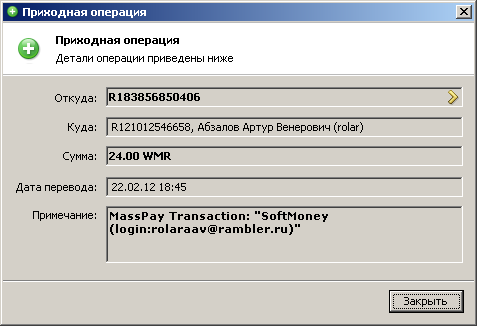 Приходная операция
Приходная операция
Детали операции приведены ниже
Откуда: R183856850406
Куда: R121012546658, Абзалов Артур Венерович (rolar)
Сумма: 24.00 WMR
Дата перевода: 22.02.12 18:45
Примечание: MassPay Transaction: "SoftMoney
(login:rolaraav@rambler.ru)"
Закрыть